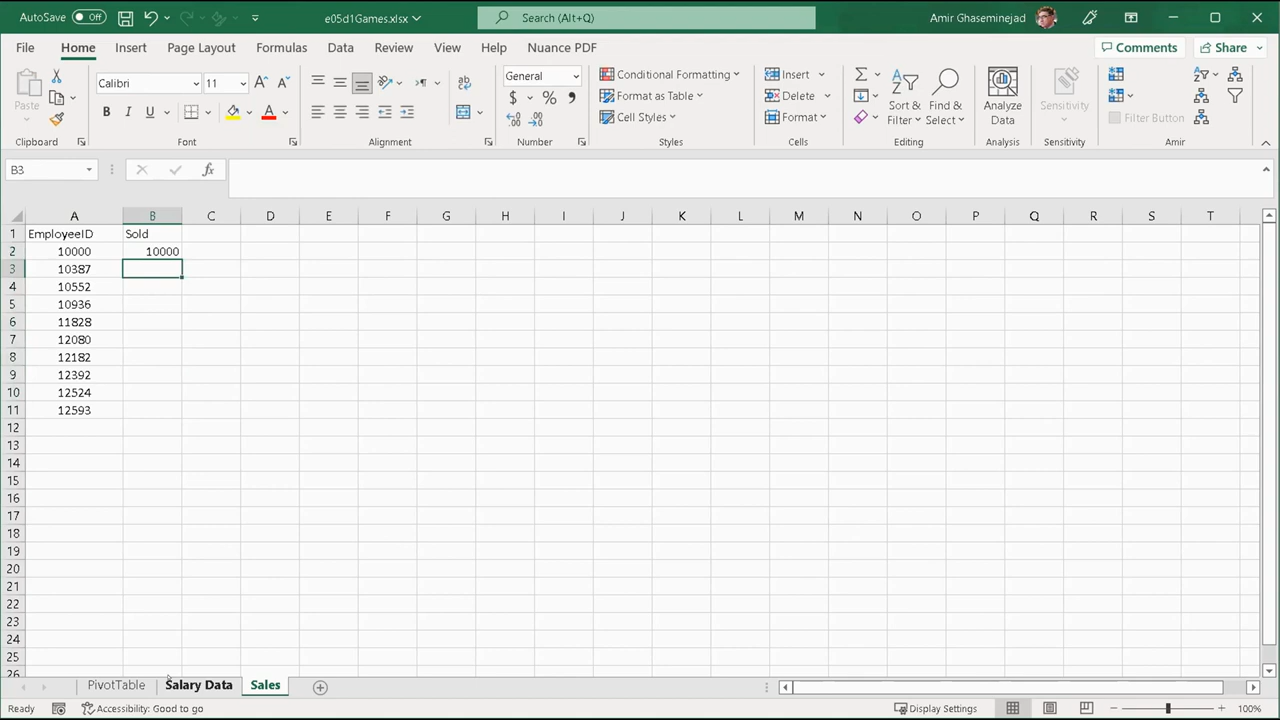 AutoSave Off e05d1Games.xlsx Search (Alt+Q) Amir Ghaseminejad
File Home Insert Page Layout Formulas Data Review View Help Nuance PDF Comments Share
Paste Calibri 11 General $ % , Conditional Formatting Format as Table Cell Styles Insert Delete Format Sort & Filter Find & Select Analyze Data Sensitivity Filter Button
Clipboard Font Alignment Number Styles Cells Editing Analysis Sensitivity Amir
B3 fx
A B C D E F G H I J K L M N O P Q R S T
1 EmployeeID Sold
2 10000 10000
3 10387
4 10552
5 10936
6 11828
7 12080
8 12182
9 12392
10 12524
11 12593
12
13
14
15
16
17
18
19
20
21
22
23
24
25
26
PivotTable Salary Data Sales
Ready Accessibility: Good to go Display Settings 100%